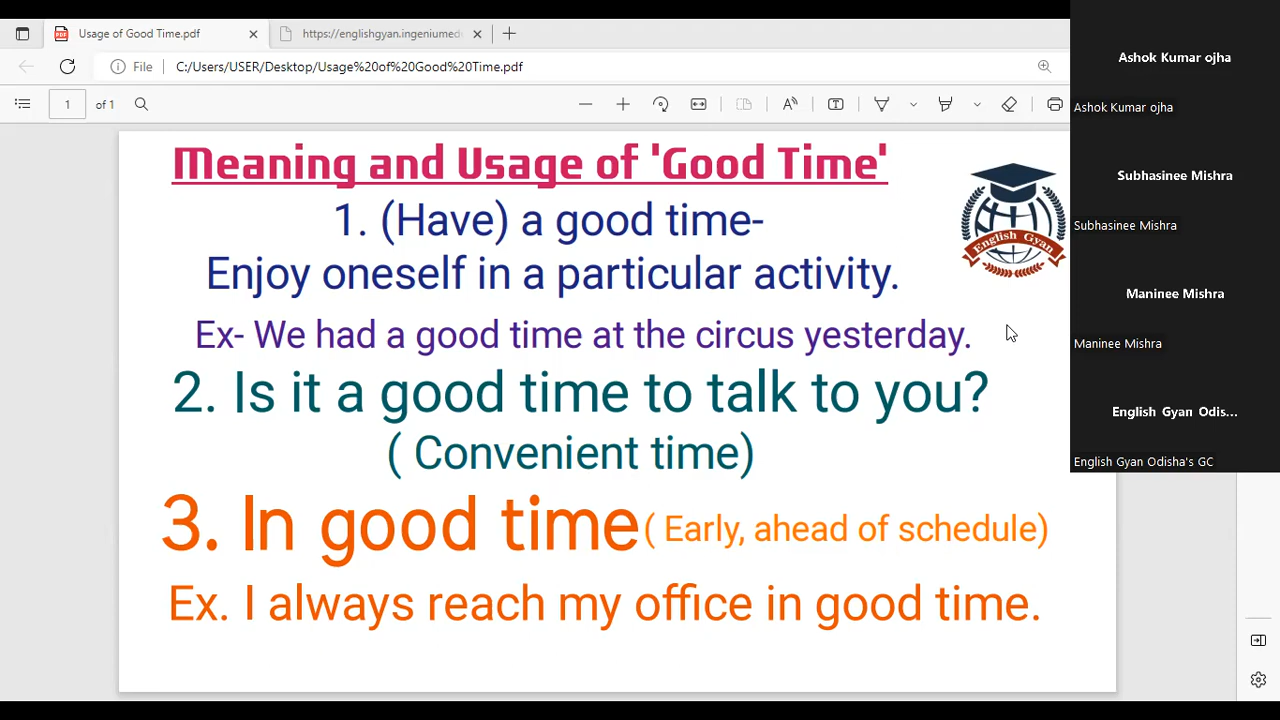 Usage of Good Time.pdf
https://englishgyan.ingeniumed
File C:/Users/USER/Desktop/Usage%20of%20Good%20Time.pdf
1 of 1
Meaning and Usage of 'Good Time'
1. (Have) a good time-
Enjoy oneself in a particular activity.
Ex- We had a good time at the circus yesterday.
2. Is it a good time to talk to you?
( Convenient time)
3. In good time ( Early, ahead of schedule)
Ex. I always reach my office in good time.
English Gyan
Ashok Kumar ojha
Ashok Kumar ojha
Subhasinee Mishra
Subhasinee Mishra
Maninee Mishra
Maninee Mishra
English Gyan Odis...
English Gyan Odisha's GC